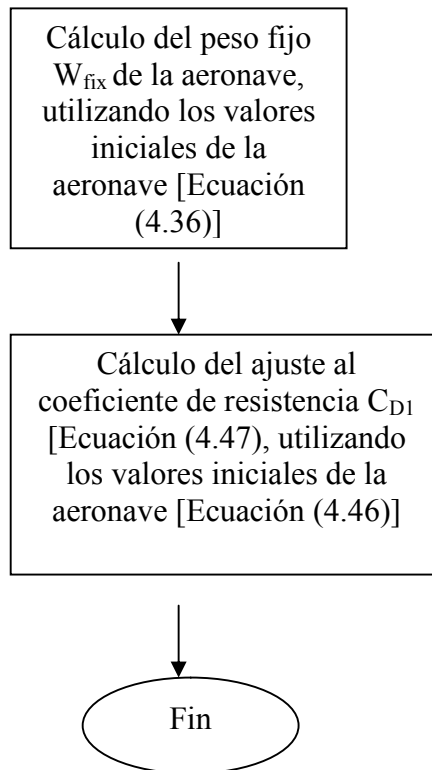 Cálculo del peso fijo
W_fix de la aeronave,
utilizando los valores
iniciales de la
aeronave [Ecuación
(4.36)]
Cálculo del ajuste al
coeficiente de resistencia C_D1
[Ecuación (4.47), utilizando
los valores iniciales de la
aeronave [Ecuación (4.46)]
Fin